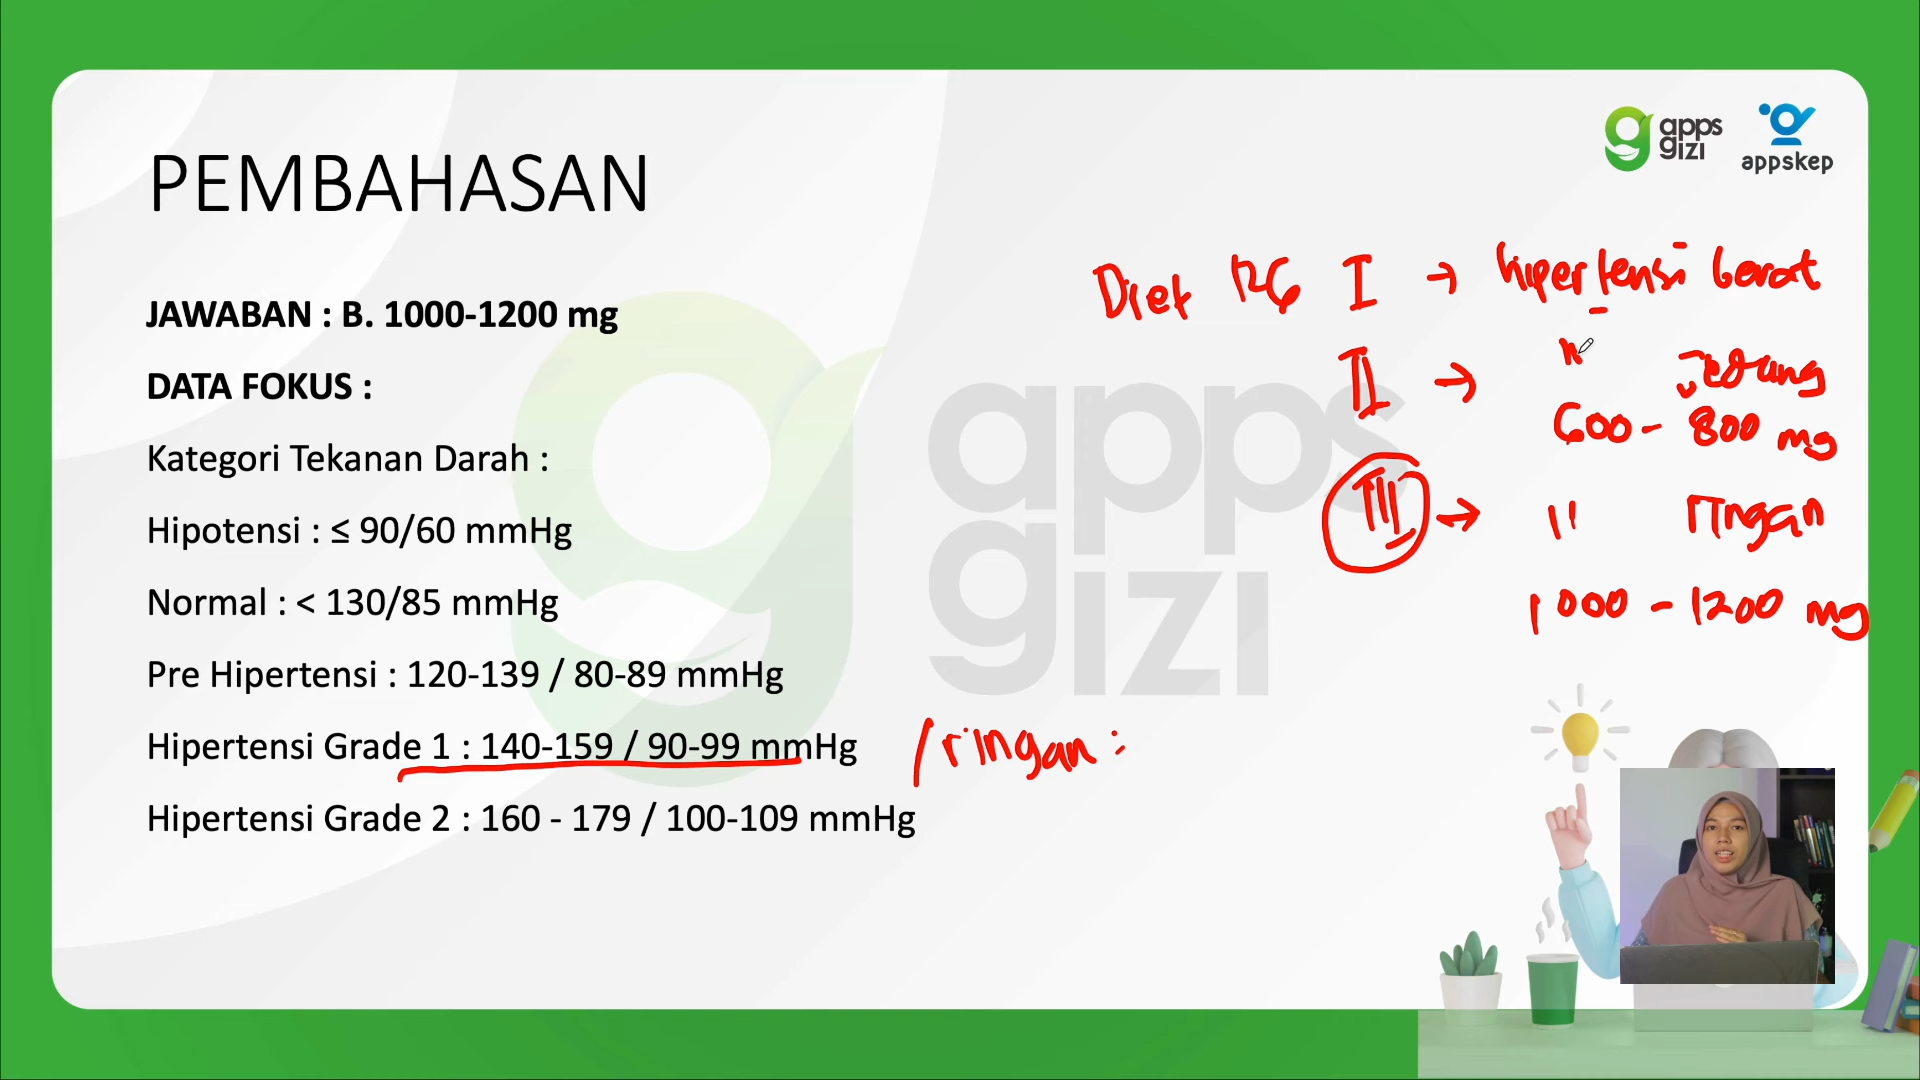 apps
gizi
appskep
PEMBAHASAN
JAWABAN : B. 1000-1200 mg
DATA FOKUS :
Kategori Tekanan Darah :
Hipotensi : ≤ 90/60 mmHg
Normal : < 130/85 mmHg
Pre Hipertensi : 120-139 / 80-89 mmHg
Hipertensi Grade 1 : 140-159 / 90-99 mmHg /ringan :
Hipertensi Grade 2 : 160 - 179 / 100-109 mmHg
Diet RG I → hipertensi berat
II → " sedang
600 - 800 mg
III → " ringan
1000 - 1200 mg
apps
gizi